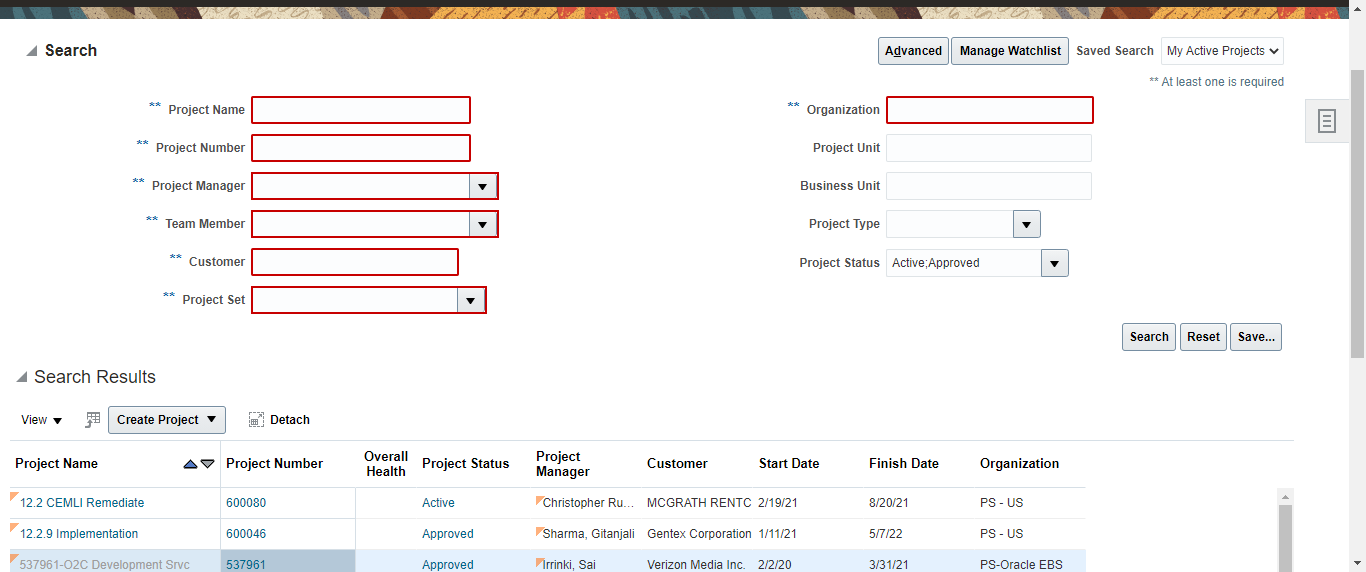 Search
Advanced Manage Watchlist Saved Search My Active Projects
** At least one is required
** Project Name
** Organization
** Project Number
Project Unit
** Project Manager
Business Unit
** Team Member
Project Type
** Customer
Project Status Active;Approved
** Project Set
Search Reset Save...
Search Results
View Create Project Detach
Project Name Project Number Overall Health Project Status Project Manager Customer Start Date Finish Date Organization
12.2 CEMLI Remediate 600080 Active Christopher Ru... MCGRATH RENTC 2/19/21 8/20/21 PS - US
12.2.9 Implementation 600046 Approved Sharma, Gitanjali Gentex Corporation 1/11/21 5/7/22 PS - US
537961-O2C Development Srvc 537961 Approved Irrinki, Sai Verizon Media Inc. 2/2/20 3/31/21 PS-Oracle EBS